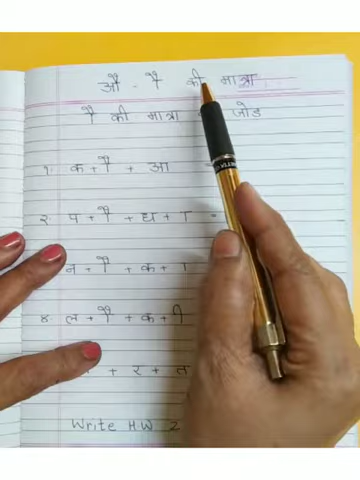 औ - ौ की मात्रा
ौ की मात्रा जोड
१. क + ौ + आ
२. प + ौ + ध + ा =
न + ौ + क + ा
४. ल + ौ + क + ी
+ र + त
Write H.W 2